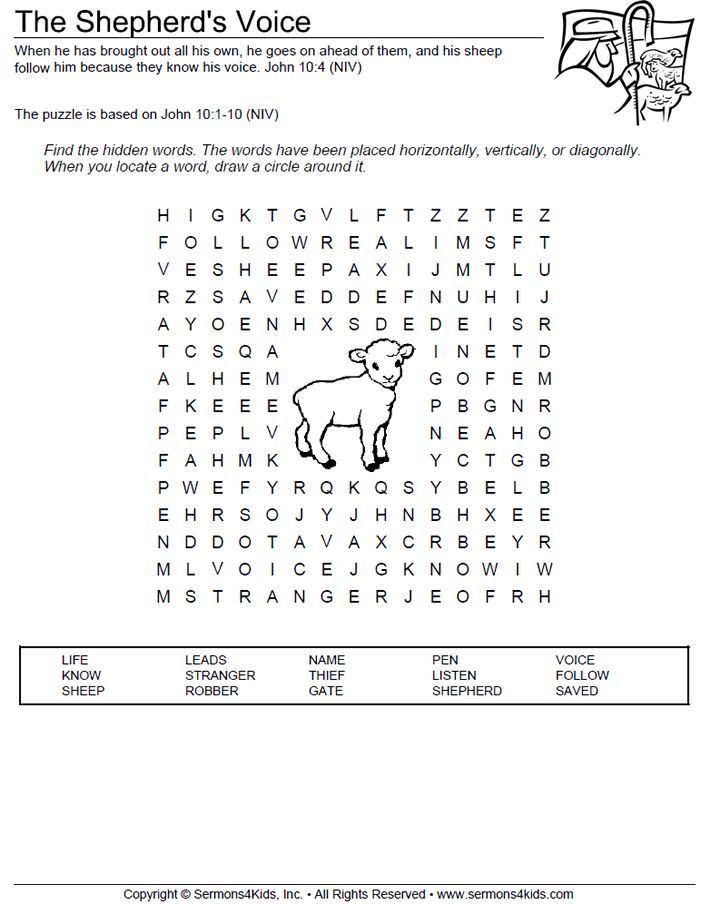 The Shepherd's Voice
When he has brought out all his own, he goes on ahead of them, and his sheep
follow him because they know his voice. John 10:4 (NIV)
The puzzle is based on John 10:1-10 (NIV)
Find the hidden words. The words have been placed horizontally, vertically, or diagonally.
When you locate a word, draw a circle around it.
H I G K T G V L F T Z Z T E Z
F O L L O W R E A L I M S F T
V E S H E E P A X I J M T L U
R Z S A V E D D E F N U H I J
A Y O E N H X S D E D E I S R
T C S Q A I N E T D
A L H E M G O F E M
F K E E E P B G N R
P E P L V N E A H O
F A H M K Y C T G B
P W E F Y R Q K Q S Y B E L B
E H R S O J Y J H N B H X E E
N D D O T A V A X C R B E Y R
M L V O I C E J G K N O W I W
M S T R A N G E R J E O F R H
LIFE LEADS NAME PEN VOICE
KNOW STRANGER THIEF LISTEN FOLLOW
SHEEP ROBBER GATE SHEPHERD SAVED
Copyright © Sermons4Kids, Inc. • All Rights Reserved • www.sermons4kids.com